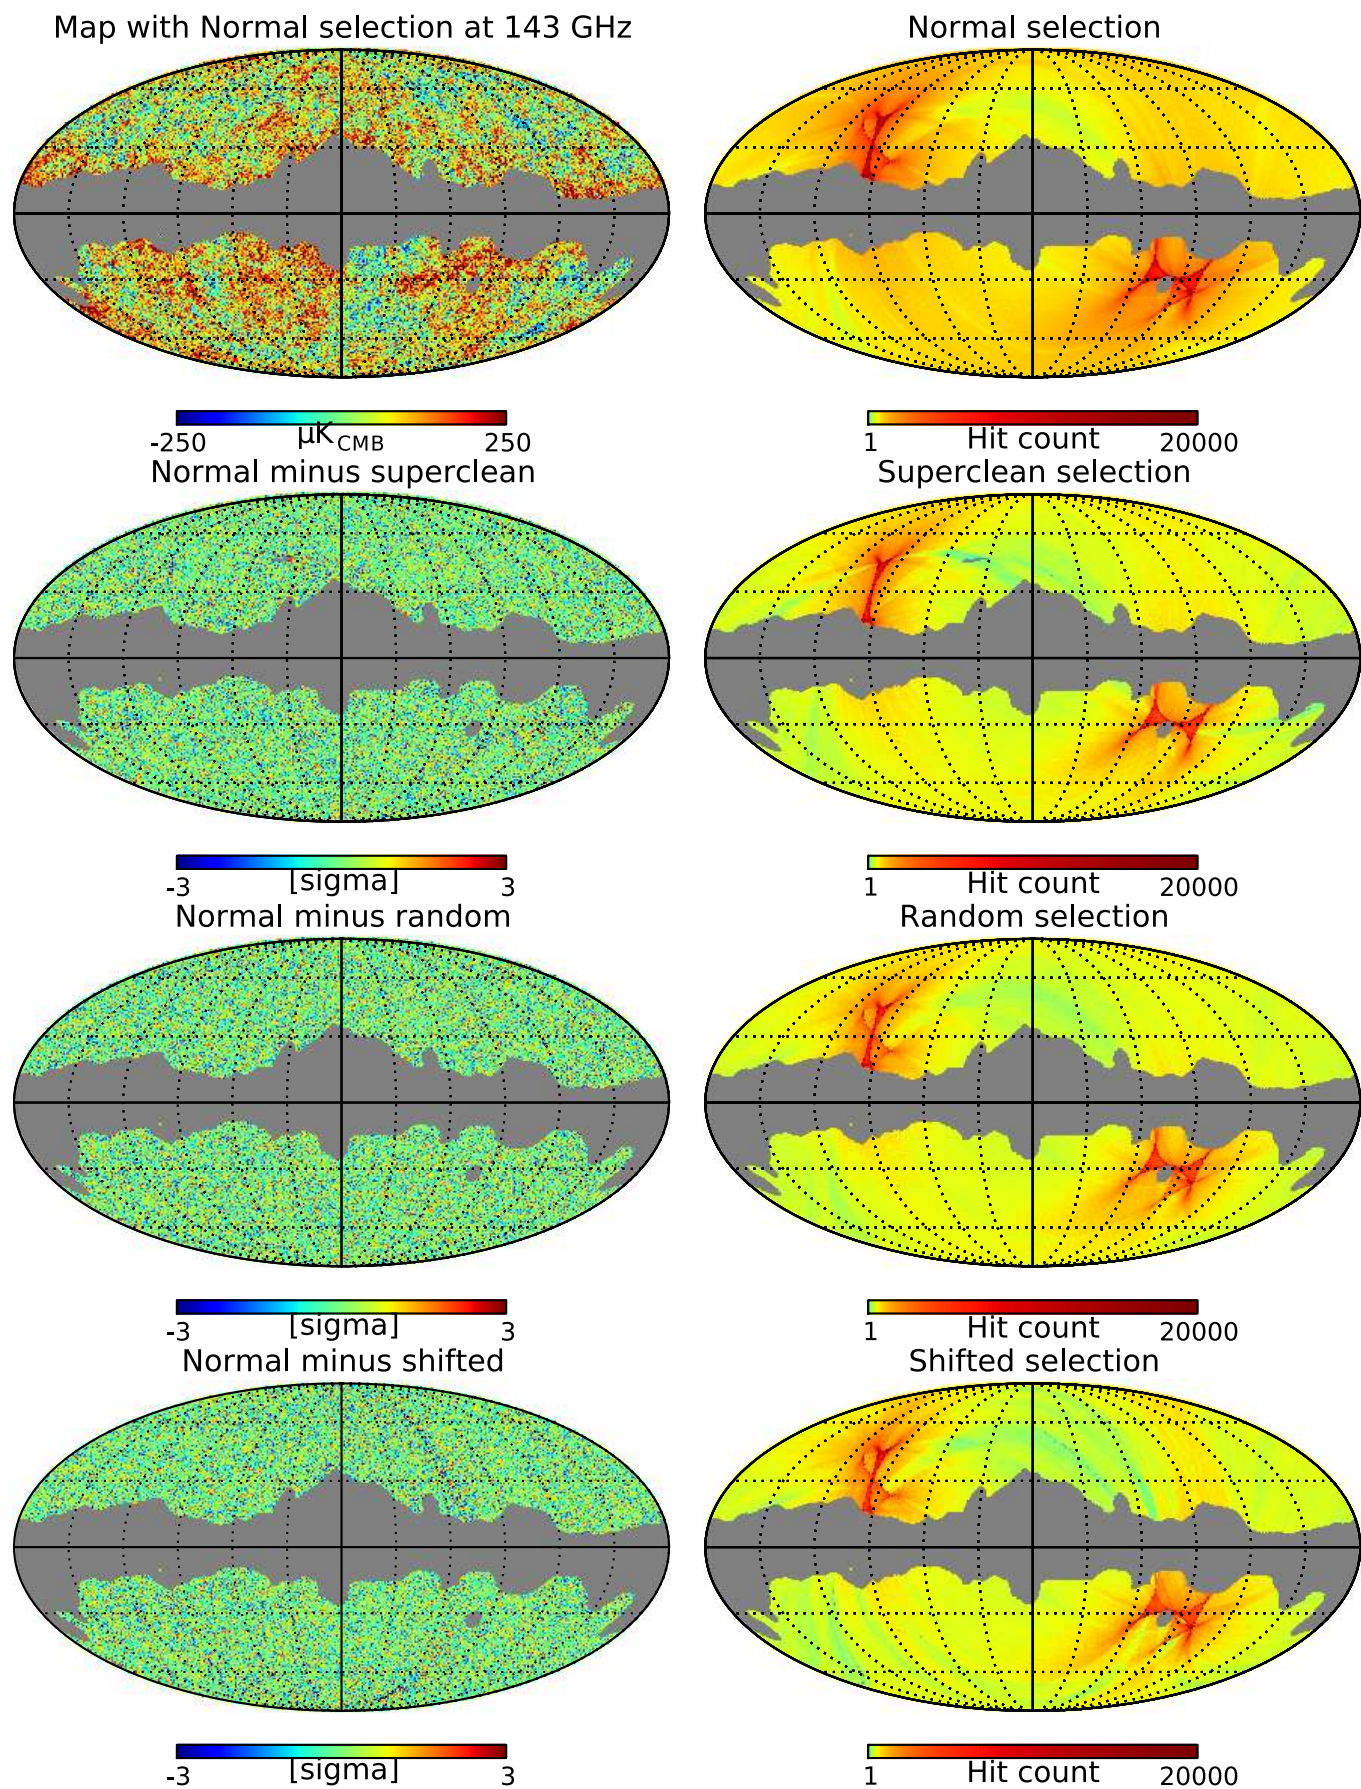 Map with Normal selection at 143 GHz
Normal selection
-250 μK_CMB 250
1 Hit count 20000
Normal minus superclean
Superclean selection
-3 [sigma] 3
1 Hit count 20000
Normal minus random
Random selection
-3 [sigma] 3
1 Hit count 20000
Normal minus shifted
Shifted selection
-3 [sigma] 3
1 Hit count 20000